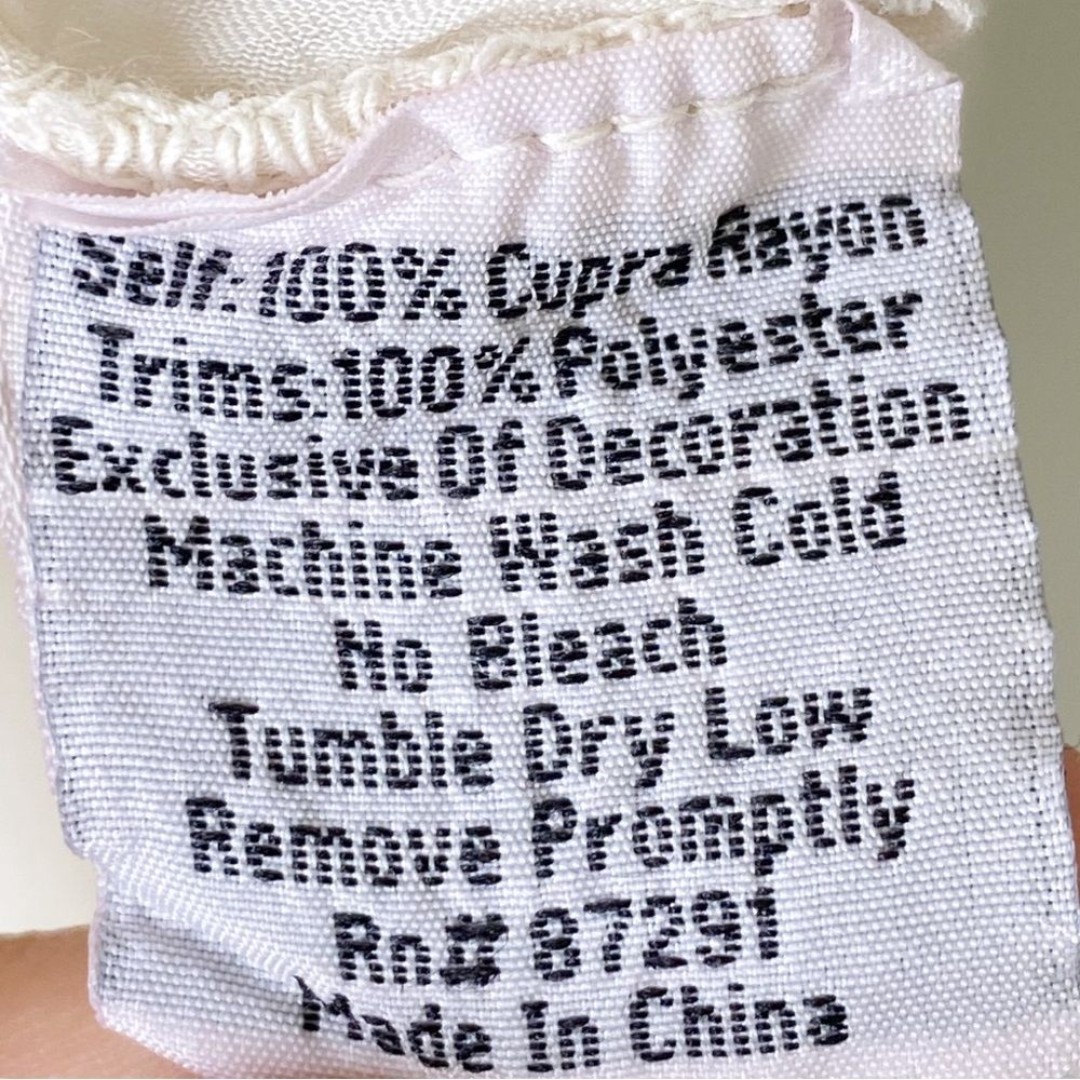 Self:100% Cupra Rayon
Trims:100% Polyester
Exclusive Of Decoration
Machine Wash Cold
No Bleach
Tumble Dry Low
Remove Promptly
Rn# 87291
Made In China